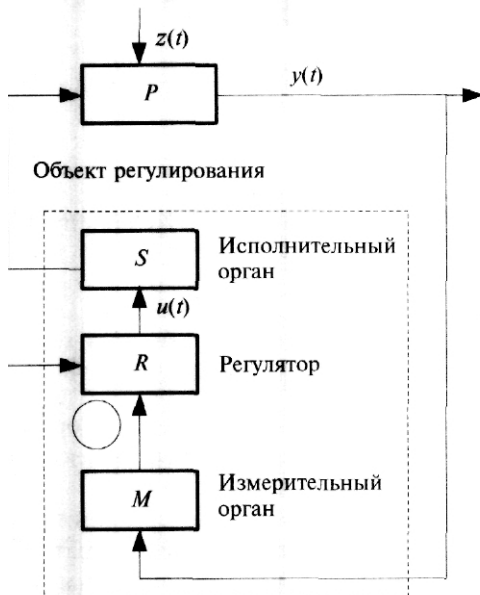 z(t)
P
y(t)
Объект регулирования
S
Исполнительный
орган
u(t)
R
Регулятор
M
Измерительный
орган